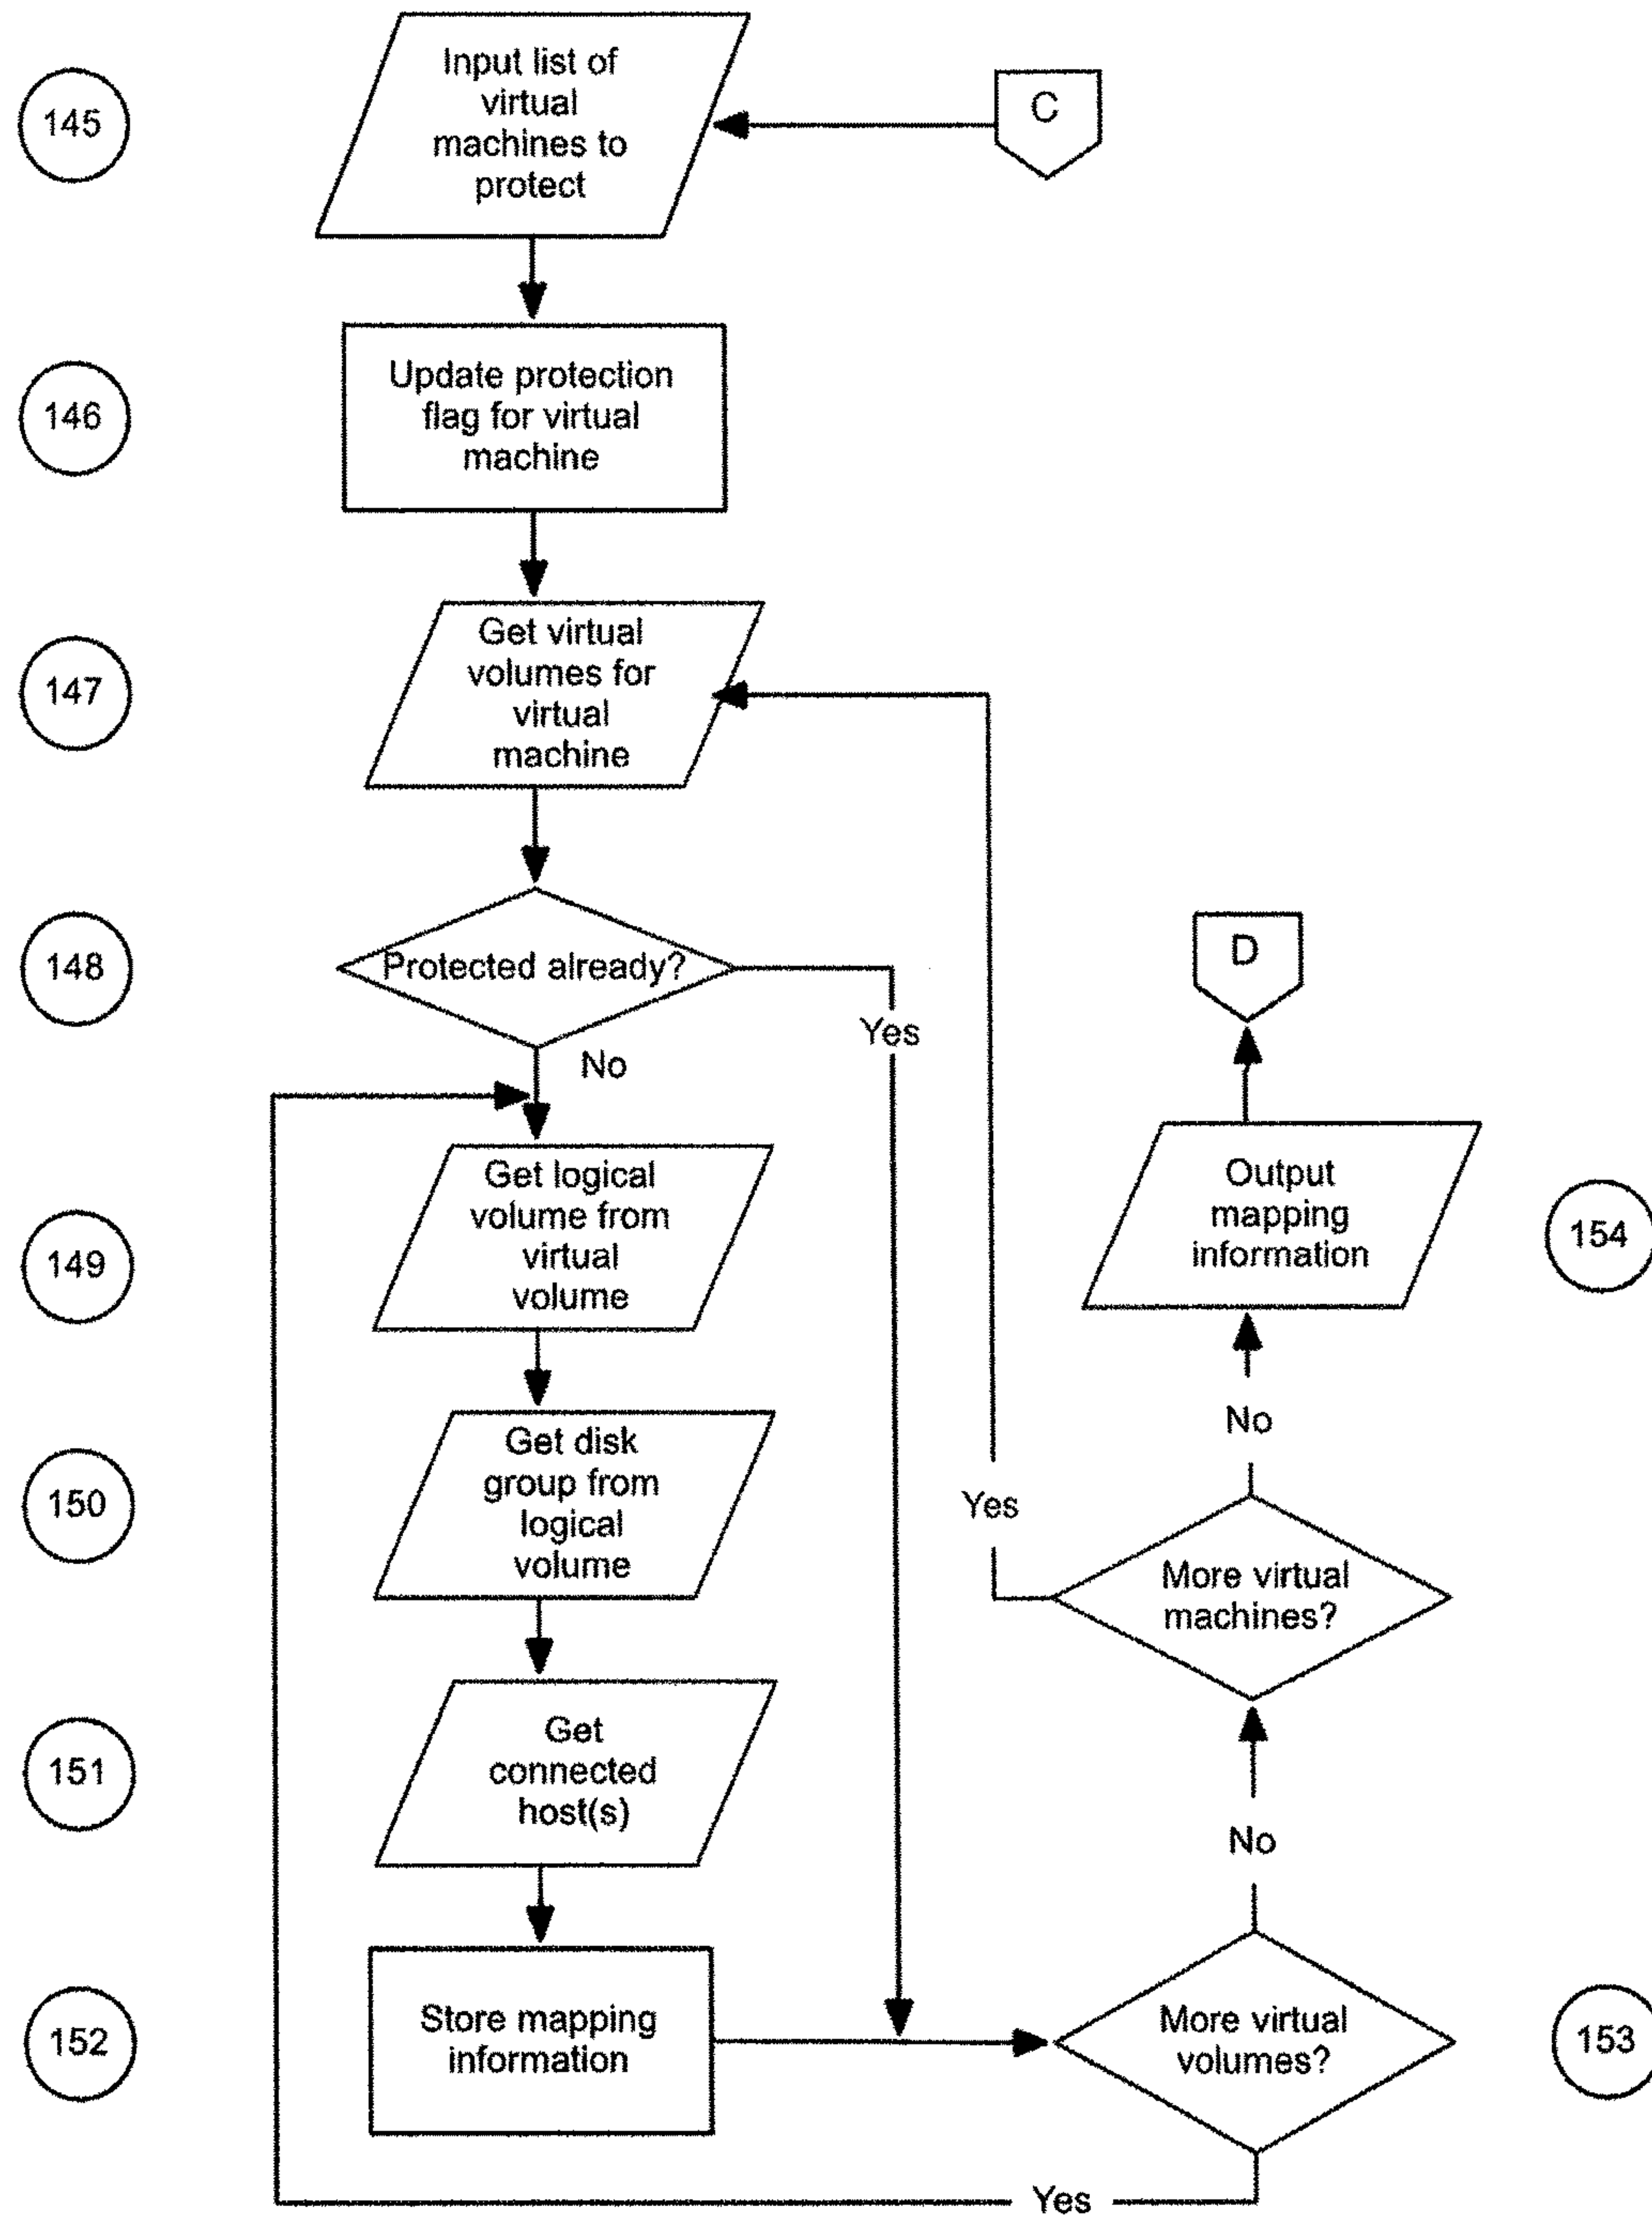 145
Input list of
virtual
machines to
protect
C
146
Update protection
flag for virtual
machine
147
Get virtual
volumes for
virtual
machine
148
Protected already?
Yes
No
D
149
Get logical
volume from
virtual
volume
Output
mapping
information
154
150
Get disk
group from
logical
volume
No
Yes
More virtual
machines?
151
Get
connected
host(s)
No
152
Store mapping
information
More virtual
volumes?
153
Yes